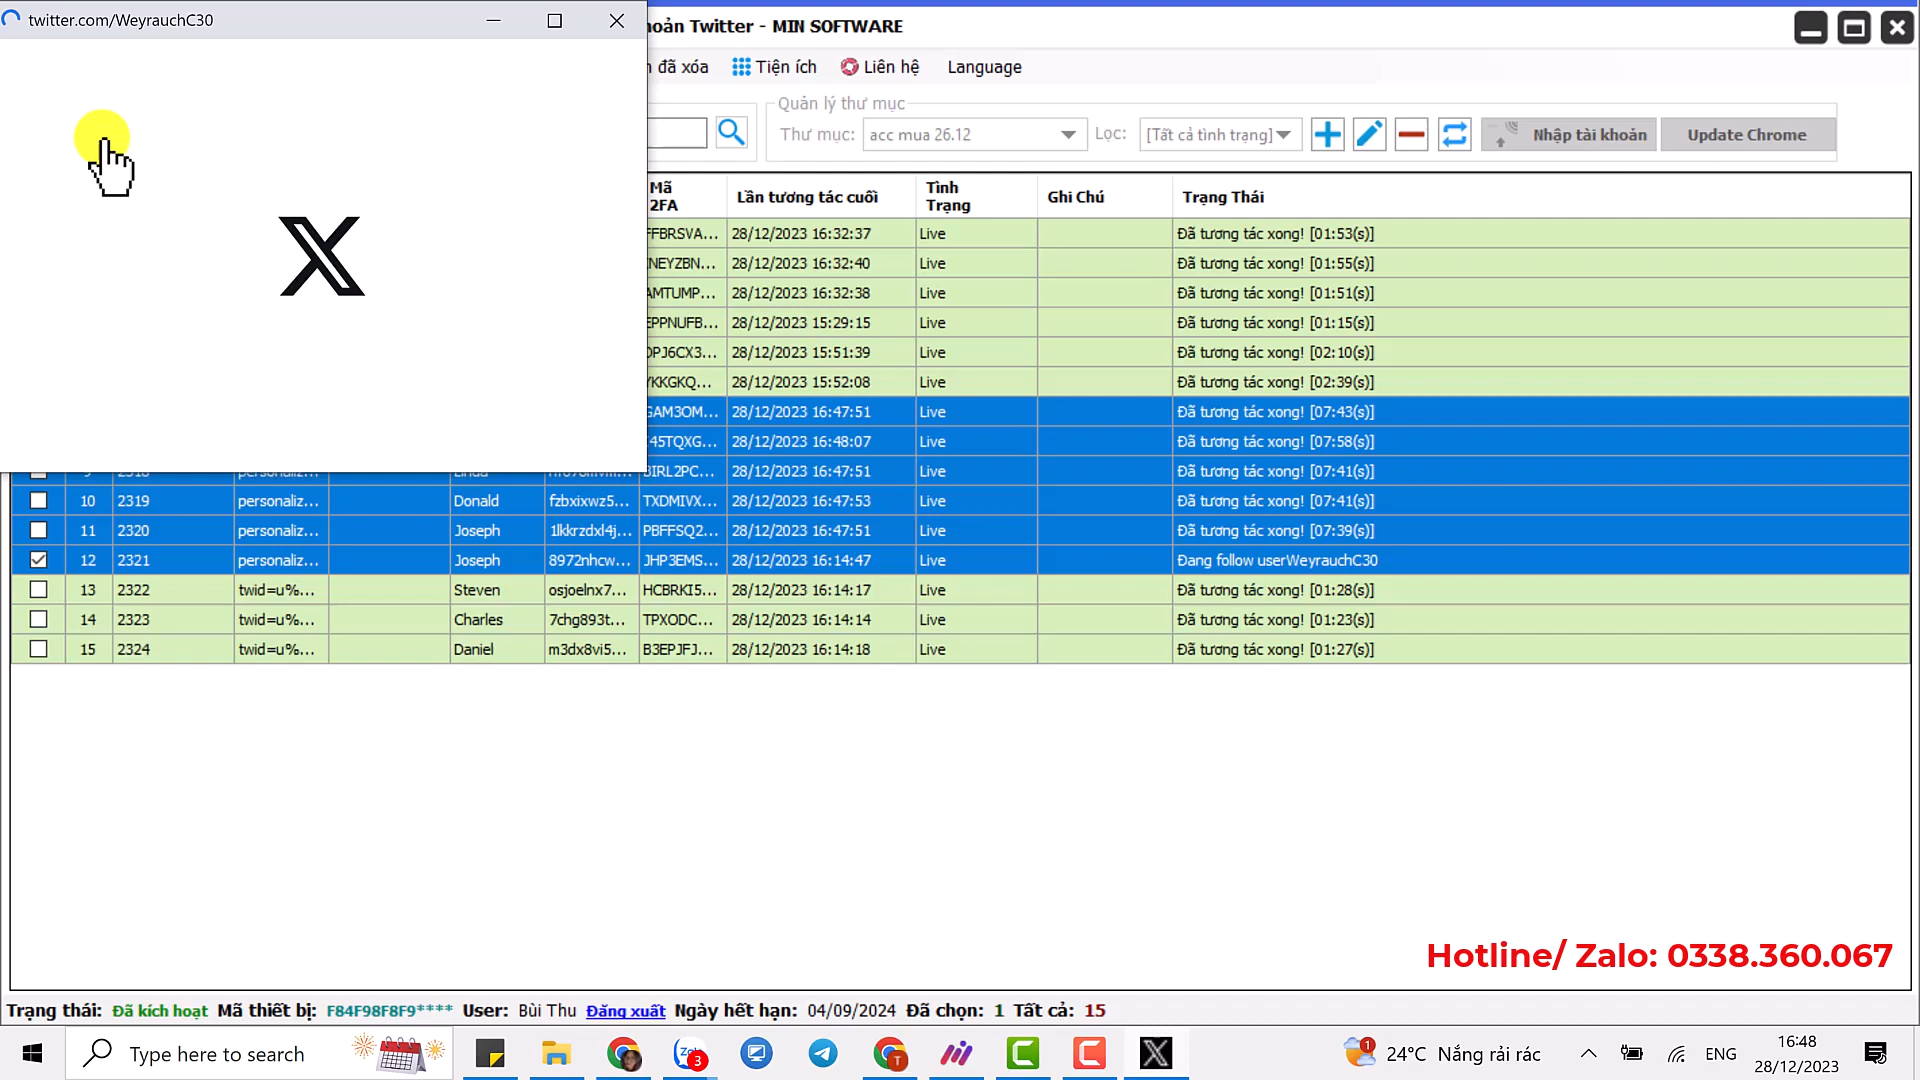 twitter.com/WeyrauchC30
hoản Twitter - MIN SOFTWARE
n đã xóa Tiện ích Liên hệ Language
Quản lý thư mục
Thư mục: acc mua 26.12 Lọc: [Tất cả tình trạng] Nhập tài khoản Update Chrome
Mã 2FA Lần tương tác cuối Tình Trạng Ghi Chú Trạng Thái
FFBRSVA... 28/12/2023 16:32:37 Live Đã tương tác xong! [01:53(s)]
NEYZBN... 28/12/2023 16:32:40 Live Đã tương tác xong! [01:55(s)]
AMTUMP... 28/12/2023 16:32:38 Live Đã tương tác xong! [01:51(s)]
EPPNUFB... 28/12/2023 15:29:15 Live Đã tương tác xong! [01:15(s)]
OPJ6CX3... 28/12/2023 15:51:39 Live Đã tương tác xong! [02:10(s)]
YKKGKQ... 28/12/2023 15:52:08 Live Đã tương tác xong! [02:39(s)]
GAM3OM... 28/12/2023 16:47:51 Live Đã tương tác xong! [07:43(s)]
45TQXG... 28/12/2023 16:48:07 Live Đã tương tác xong! [07:58(s)]
BIRL2PC... 28/12/2023 16:47:51 Live Đã tương tác xong! [07:41(s)]
10 2319 personaliz... Donald fzbxixwz5... TXDMIVX... 28/12/2023 16:47:53 Live Đã tương tác xong! [07:41(s)]
11 2320 personaliz... Joseph 1lkkrzdxl4j... PBFFSQ2... 28/12/2023 16:47:51 Live Đã tương tác xong! [07:39(s)]
12 2321 personaliz... Joseph 8972nhcw... JHP3EMS... 28/12/2023 16:14:47 Live Đang follow userWeyrauchC30
13 2322 twid=u%... Steven osjoelnx7... HCBRKI5... 28/12/2023 16:14:17 Live Đã tương tác xong! [01:28(s)]
14 2323 twid=u%... Charles 7chg893t... TPXODC... 28/12/2023 16:14:14 Live Đã tương tác xong! [01:23(s)]
15 2324 twid=u%... Daniel m3dx8vi5... B3EPJFJ... 28/12/2023 16:14:18 Live Đã tương tác xong! [01:27(s)]
Hotline/ Zalo: 0338.360.067
Trạng thái: Đã kích hoạt Mã thiết bị: F84F98F8F9**** User: Bùi Thu Đăng xuất Ngày hết hạn: 04/09/2024 Đã chọn: 1 Tất cả: 15
Type here to search 3 1 24°C Nắng rải rác ENG 16:48
28/12/2023